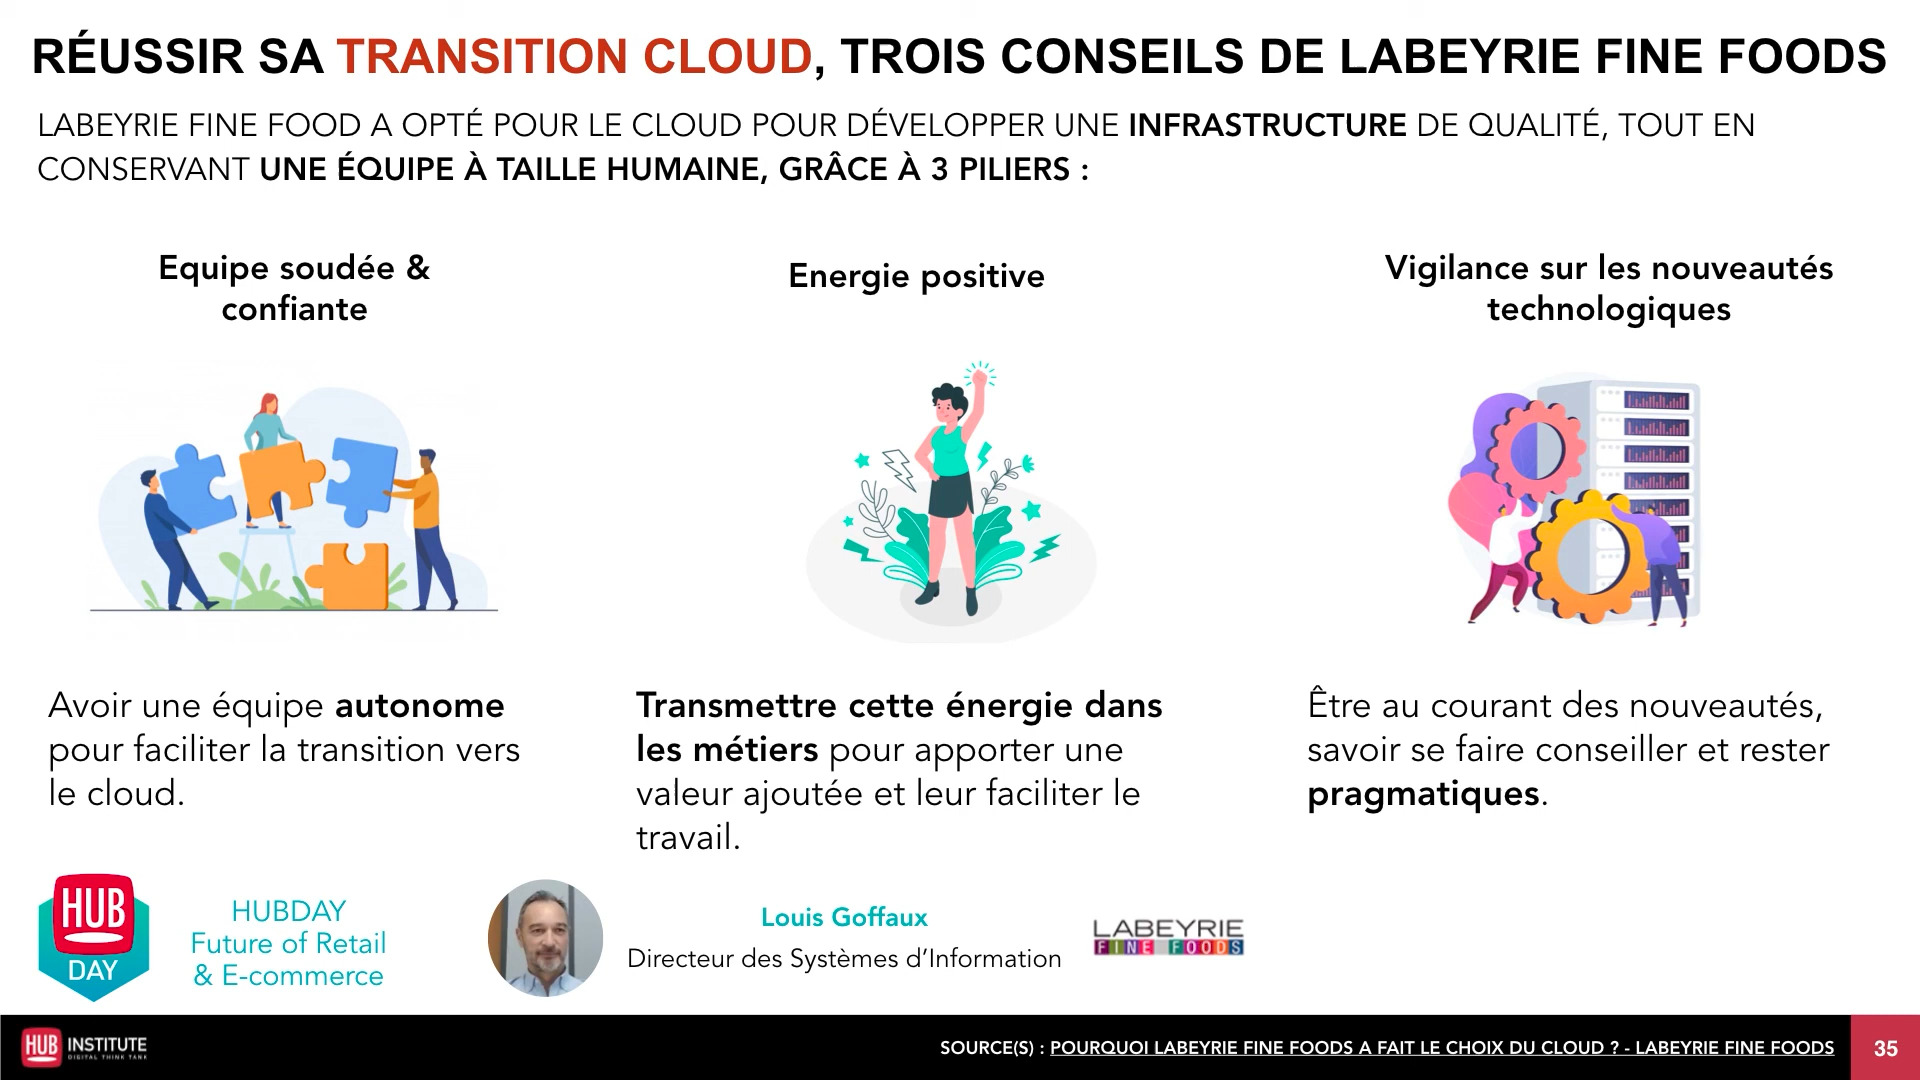 RÉUSSIR SA TRANSITION CLOUD, TROIS CONSEILS DE LABEYRIE FINE FOODS
LABEYRIE FINE FOOD A OPTÉ POUR LE CLOUD POUR DÉVELOPPER UNE INFRASTRUCTURE DE QUALITÉ, TOUT EN
CONSERVANT UNE ÉQUIPE À TAILLE HUMAINE, GRÂCE À 3 PILIERS :
Equipe soudée &
confiante
Energie positive
Vigilance sur les nouveautés
technologiques
Avoir une équipe autonome
pour faciliter la transition vers
le cloud.
Transmettre cette énergie dans
les métiers pour apporter une
valeur ajoutée et leur faciliter le
travail.
Être au courant des nouveautés,
savoir se faire conseiller et rester
pragmatiques.
HUB
DAY
HUBDAY
Future of Retail
& E-commerce
Louis Goffaux
Directeur des Systèmes d’Information
LABEYRIE
FINE FOODS
HUB INSTITUTE
DIGITAL THINK TANK
SOURCE(S) : POURQUOI LABEYRIE FINE FOODS A FAIT LE CHOIX DU CLOUD ? - LABEYRIE FINE FOODS
35